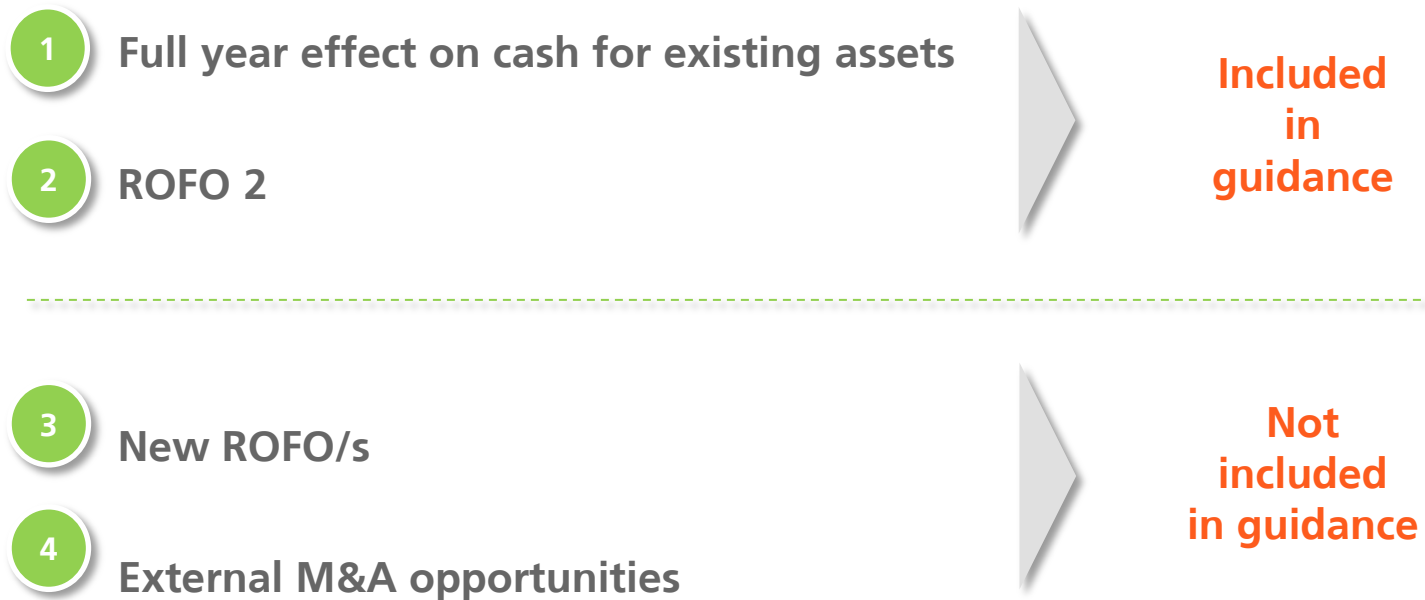 1
Full year effect on cash for existing assets
2
ROFO 2
Included
in
guidance
3
New ROFO/s
4
External M&A opportunities
Not
included
in guidance